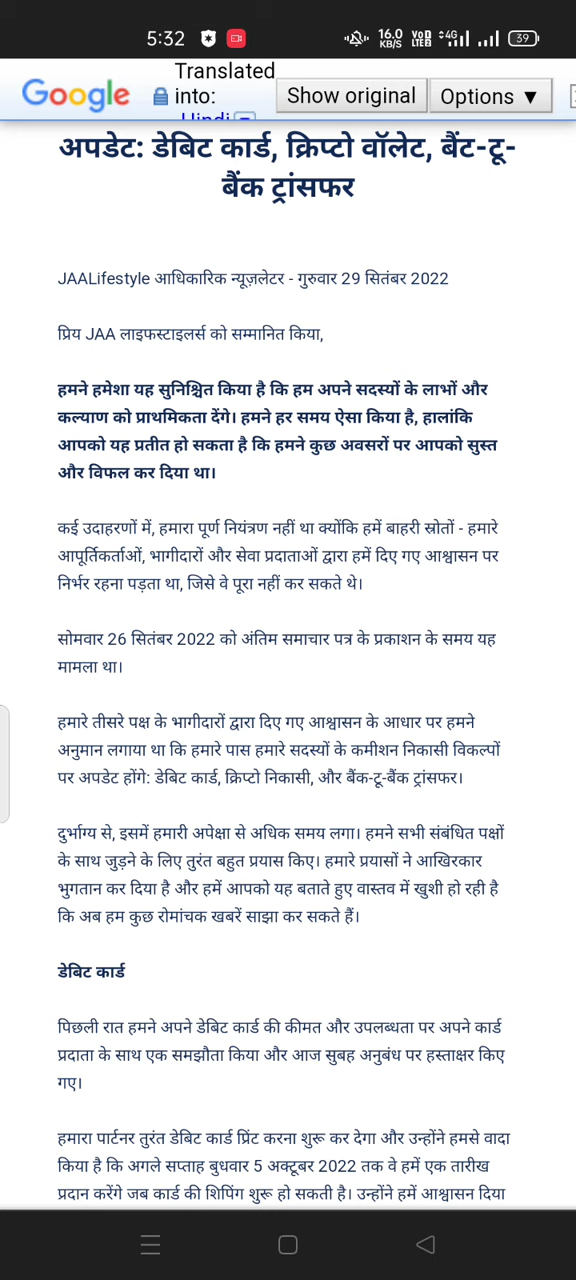 5:32
16.0
KB/S
VoD
LTE2
4G
39
Google
Translated
into:
Show original
Options ▼
Hindi
अपडेट: डेबिट कार्ड, क्रिप्टो वॉलेट, बैंट-टू-
बैंक ट्रांसफर
JAALifestyle आधिकारिक न्यूज़लेटर - गुरुवार 29 सितंबर 2022
प्रिय JAA लाइफस्टाइलर्स को सम्मानित किया,
हमने हमेशा यह सुनिश्चित किया है कि हम अपने सदस्यों के लाभों और
कल्याण को प्राथमिकता देंगे। हमने हर समय ऐसा किया है, हालांकि
आपको यह प्रतीत हो सकता है कि हमने कुछ अवसरों पर आपको सुस्त
और विफल कर दिया था।
कई उदाहरणों में, हमारा पूर्ण नियंत्रण नहीं था क्योंकि हमें बाहरी स्रोतों - हमारे
आपूर्तिकर्ताओं, भागीदारों और सेवा प्रदाताओं द्वारा हमें दिए गए आश्वासन पर
निर्भर रहना पड़ता था, जिसे वे पूरा नहीं कर सकते थे।
सोमवार 26 सितंबर 2022 को अंतिम समाचार पत्र के प्रकाशन के समय यह
मामला था।
हमारे तीसरे पक्ष के भागीदारों द्वारा दिए गए आश्वासन के आधार पर हमने
अनुमान लगाया था कि हमारे पास हमारे सदस्यों के कमीशन निकासी विकल्पों
पर अपडेट होंगे: डेबिट कार्ड, क्रिप्टो निकासी, और बैंक-टू-बैंक ट्रांसफर।
दुर्भाग्य से, इसमें हमारी अपेक्षा से अधिक समय लगा। हमने सभी संबंधित पक्षों
के साथ जुड़ने के लिए तुरंत बहुत प्रयास किए। हमारे प्रयासों ने आखिरकार
भुगतान कर दिया है और हमें आपको यह बताते हुए वास्तव में खुशी हो रही है
कि अब हम कुछ रोमांचक खबरें साझा कर सकते हैं।
डेबिट कार्ड
पिछली रात हमने अपने डेबिट कार्ड की कीमत और उपलब्धता पर अपने कार्ड
प्रदाता के साथ एक समझौता किया और आज सुबह अनुबंध पर हस्ताक्षर किए
गए।
हमारा पार्टनर तुरंत डेबिट कार्ड प्रिंट करना शुरू कर देगा और उन्होंने हमसे वादा
किया है कि अगले सप्ताह बुधवार 5 अक्टूबर 2022 तक वे हमें एक तारीख
प्रदान करेंगे जब कार्ड की शिपिंग शुरू हो सकती है। उन्होंने हमें आश्वासन दिया